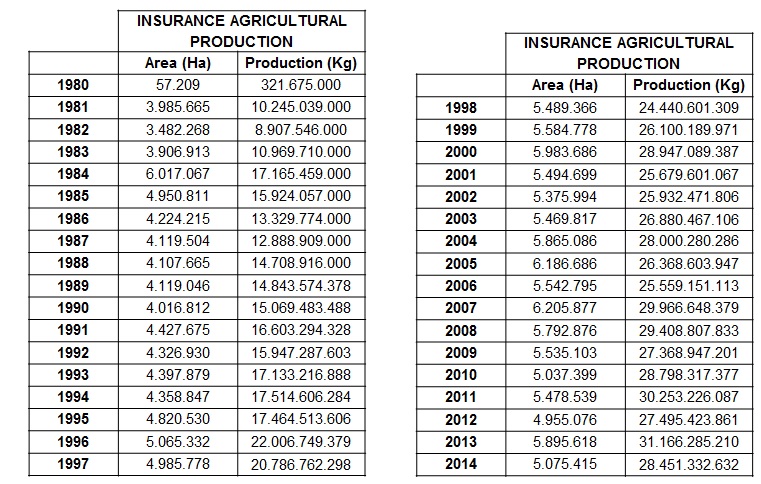 INSURANCE AGRICULTURAL
PRODUCTION
Area (Ha) Production (Kg)
1980 57.209 321.675.000
1981 3.985.665 10.245.039.000
1982 3.482.268 8.907.546.000
1983 3.906.913 10.969.710.000
1984 6.017.067 17.165.459.000
1985 4.950.811 15.924.057.000
1986 4.224.215 13.329.774.000
1987 4.119.504 12.888.909.000
1988 4.107.665 14.708.916.000
1989 4.119.046 14.843.574.378
1990 4.016.812 15.069.483.488
1991 4.427.675 16.603.294.328
1992 4.326.930 15.947.287.603
1993 4.397.879 17.133.216.888
1994 4.358.847 17.514.606.284
1995 4.820.530 17.464.513.606
1996 5.065.332 22.006.749.379
1997 4.985.778 20.786.762.298
INSURANCE AGRICULTURAL
PRODUCTION
Area (Ha) Production (Kg)
1998 5.489.366 24.440.601.309
1999 5.584.778 26.100.189.971
2000 5.983.686 28.947.089.387
2001 5.494.699 25.679.601.067
2002 5.375.994 25.932.471.806
2003 5.469.817 26.880.467.106
2004 5.865.086 28.000.280.286
2005 6.186.686 26.368.603.947
2006 5.542.795 25.559.151.113
2007 6.205.877 29.966.648.379
2008 5.792.876 29.408.807.833
2009 5.535.103 27.368.947.201
2010 5.037.399 28.798.317.377
2011 5.478.539 30.253.226.087
2012 4.955.076 27.495.423.861
2013 5.895.618 31.166.285.210
2014 5.075.415 28.451.332.632